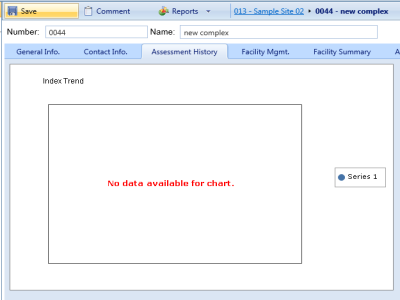 Save Comment Reports 013 - Sample Site 02 ▸ 0044 - new complex
Number: 0044 Name: new complex
General Info. Contact Info. Assessment History Facility Mgmt. Facility Summary A
Index Trend
No data available for chart.
Series 1